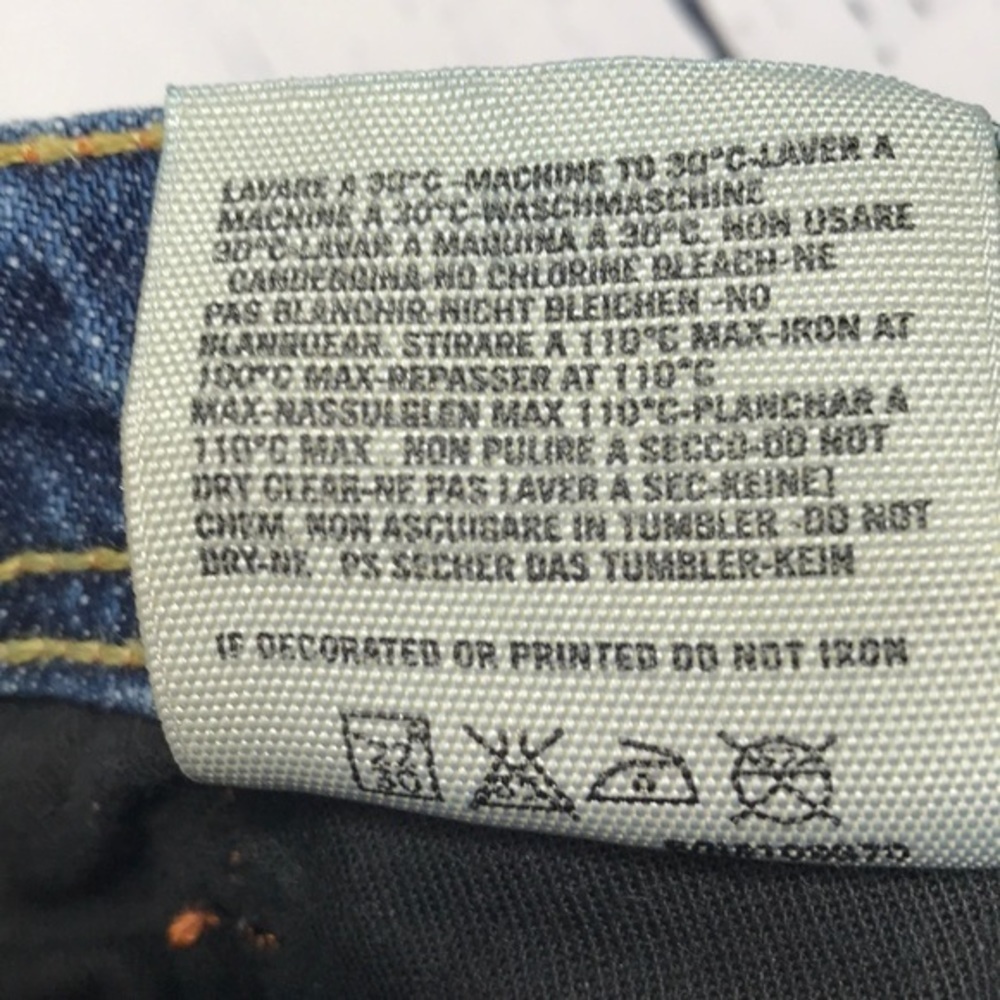 LAVARE A 30°C -MACHINE TO 30°C-LAVER A
MACHINE A 30°C-WASCHMASCHINE
30°C-LAVAR A MAQUINA A 30°C. NON USARE
CANDEGGINA-NO CHLORINE BLEACH-NE
PAS BLANCHIR-NICHT BLEICHEN -NO
BLANQUEAR. STIRARE A 110°C MAX-IRON AT
100°C MAX-REPASSER AT 110°C
MAX-NASSULGLEN MAX 110°C-PLANCHAR A
110°C MAX . NON PULIRE A SECCO-DO NOT
DRY CLEAR-NE PAS LAVER A SEC-KEINE]
CHEM. NON ASCIUGARE IN TUMBLER -DO NOT
DRY-NE PS SECHER DAS TUMBLER-KEIM
IF DECORATED OR PRINTED DO NOT IRON
30